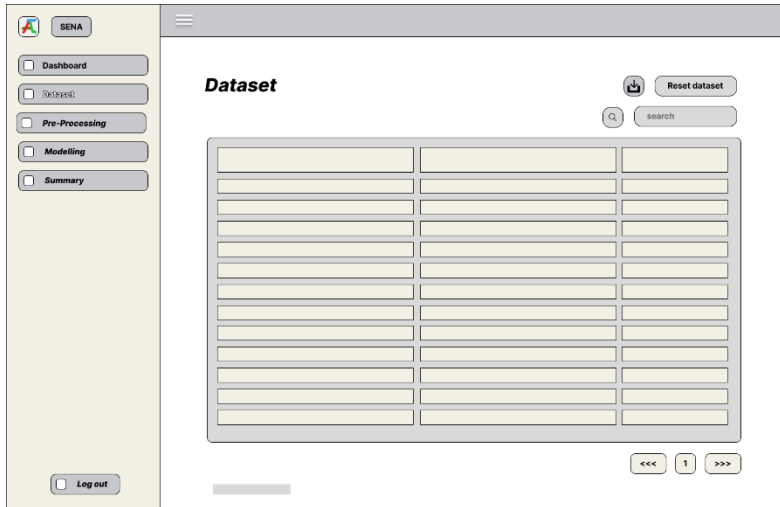 SENA
Dashboard
Dataset
Pre-Processing
Modelling
Summary
Log out
Dataset
Reset dataset
search
<<< 1 >>>